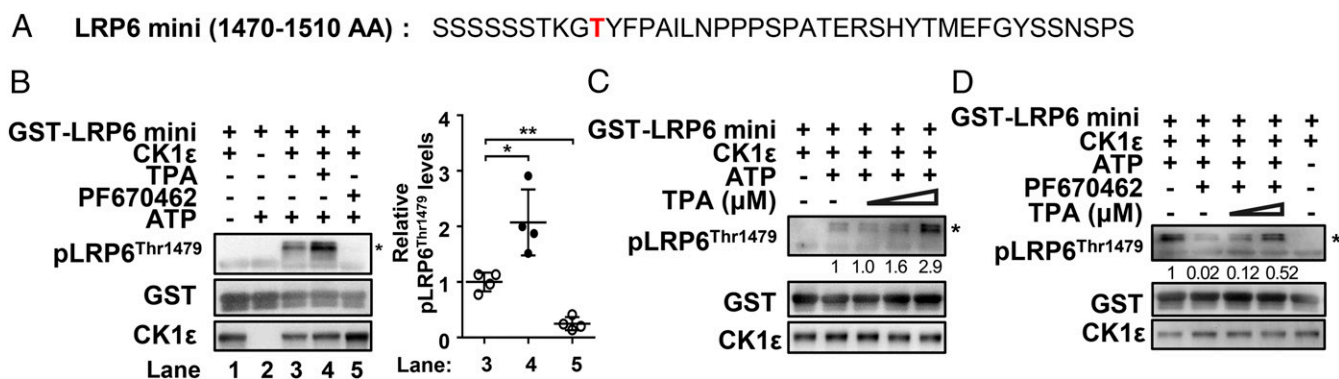 A LRP6 mini (1470-1510 AA) : SSSSSSTKGTYFPAILNPPPSPATERSHYTMEFGYSSNSPS
B
GST-LRP6 mini + + + + +
CK1ε + - + + +
TPA +
PF670462 +
ATP - + + + +
pLRP6Thr1479 *
GST
CK1ε
Lane 1 2 3 4 5
Relative
pLRP6Thr1479 levels
4
3
2
1
0
**
*
Lane: 3 4 5
C
GST-LRP6 mini + + + + +
CK1ε + + + + +
ATP - + + + +
TPA (μM) - -
pLRP6Thr1479 *
1 1.0 1.6 2.9
GST
CK1ε
D
GST-LRP6 mini + + + + +
CK1ε + + + + +
ATP + + + + -
PF670462 - + + + -
TPA (μM) - - -
pLRP6Thr1479 *
1 0.02 0.12 0.52
GST
CK1ε